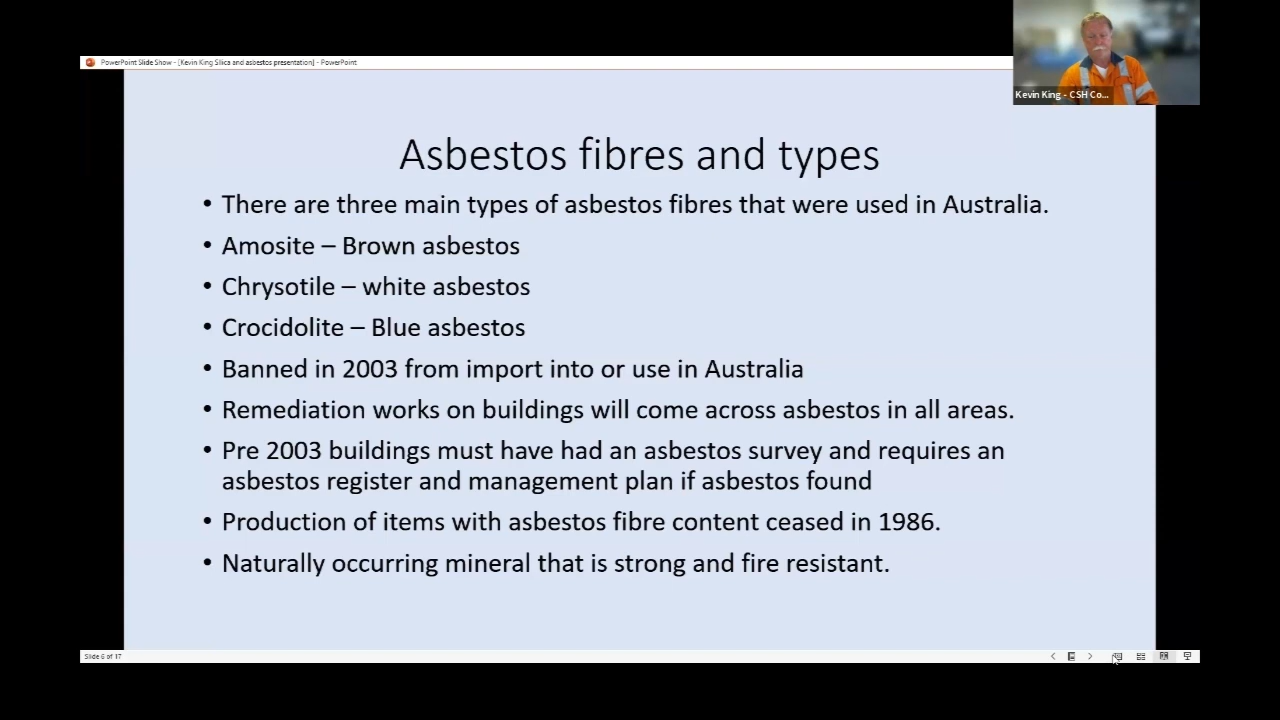 PowerPoint Slide Show - [Kevin King Silica and asbestos presentation] - PowerPoint
Kevin King - CSH Co...
Asbestos fibres and types
• There are three main types of asbestos fibres that were used in Australia.
• Amosite – Brown asbestos
• Chrysotile – white asbestos
• Crocidolite – Blue asbestos
• Banned in 2003 from import into or use in Australia
• Remediation works on buildings will come across asbestos in all areas.
• Pre 2003 buildings must have had an asbestos survey and requires an
asbestos register and management plan if asbestos found
• Production of items with asbestos fibre content ceased in 1986.
• Naturally occurring mineral that is strong and fire resistant.
Slide 6 of 17